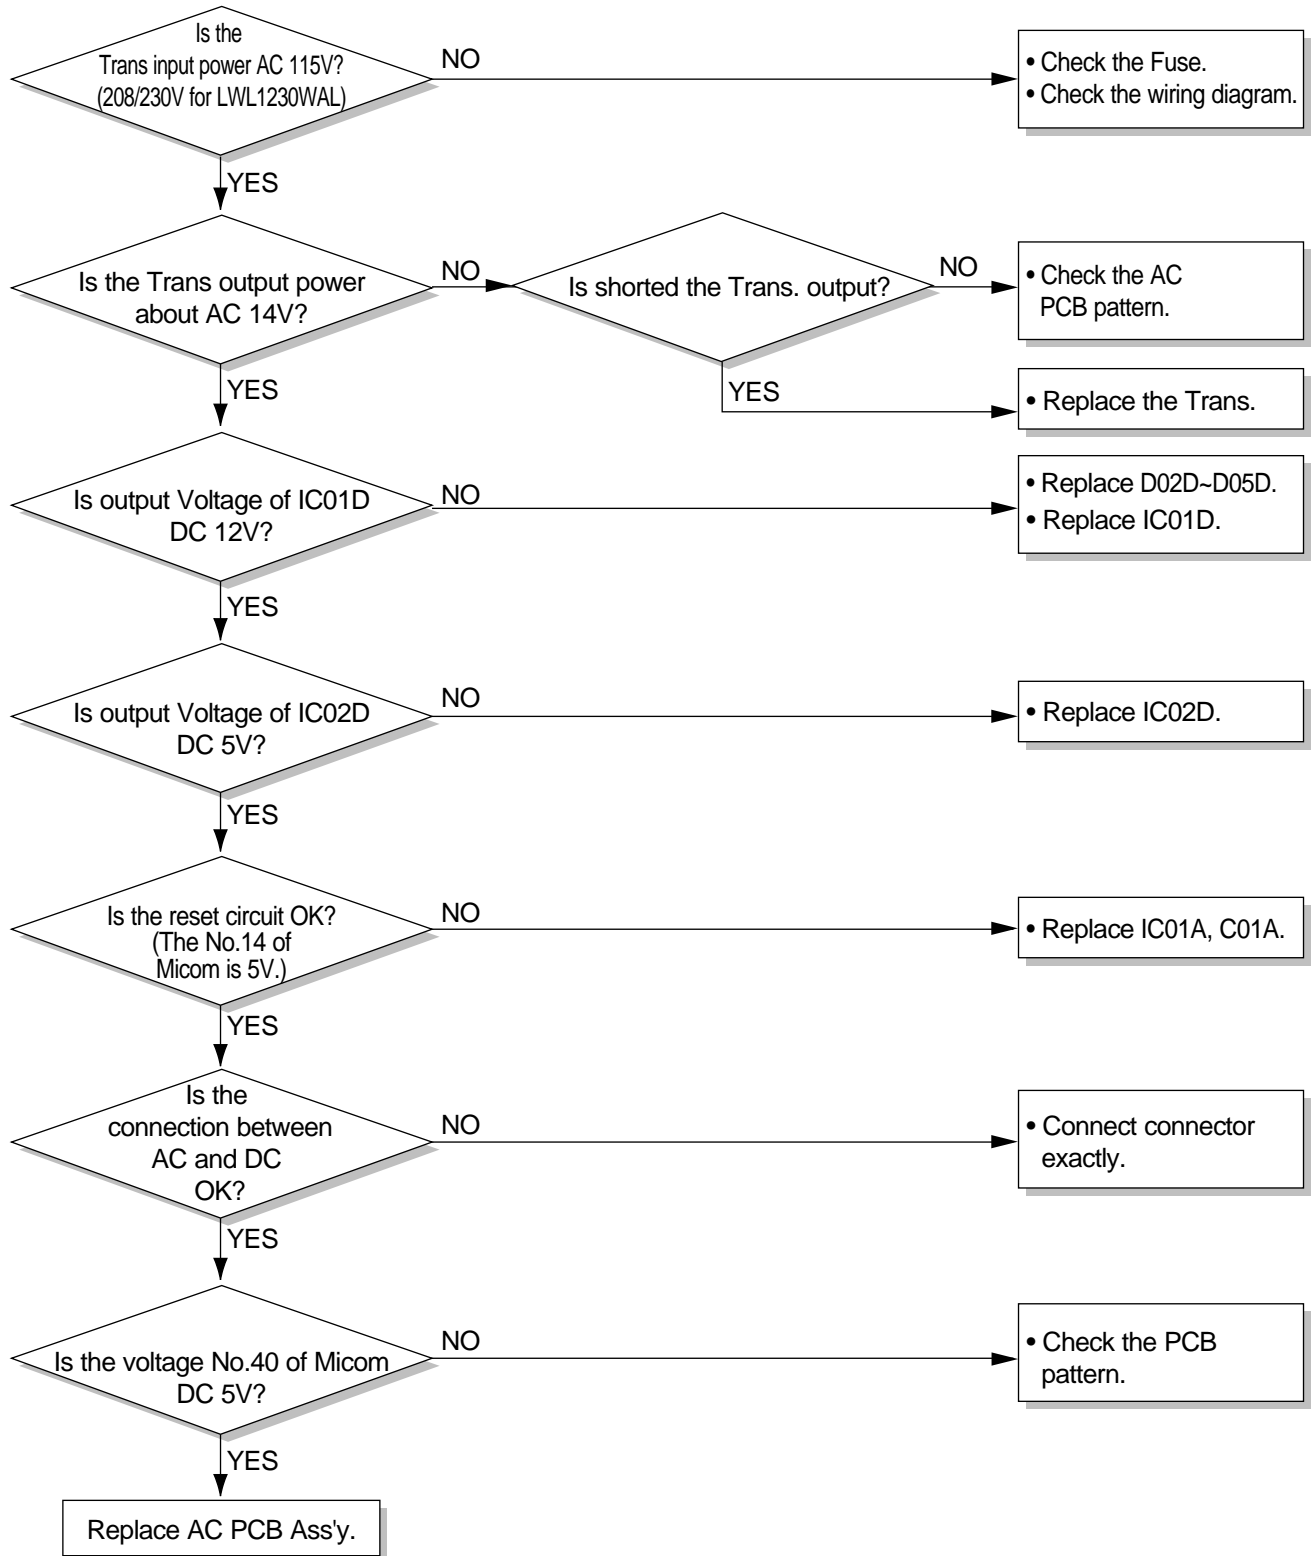 Is the
Trans input power AC 115V?
(208/230V for LWL1230WAL)
NO
• Check the Fuse.
• Check the wiring diagram.
YES
Is the Trans output power
about AC 14V?
NO
Is shorted the Trans. output?
NO
• Check the AC
PCB pattern.
YES
YES
• Replace the Trans.
Is output Voltage of IC01D
DC 12V?
NO
• Replace D02D~D05D.
• Replace IC01D.
YES
Is output Voltage of IC02D
DC 5V?
NO
• Replace IC02D.
YES
Is the reset circuit OK?
(The No.14 of
Micom is 5V.)
NO
• Replace IC01A, C01A.
YES
Is the
connection between
AC and DC
OK?
NO
• Connect connector
exactly.
YES
Is the voltage No.40 of Micom
DC 5V?
NO
• Check the PCB
pattern.
YES
Replace AC PCB Ass'y.